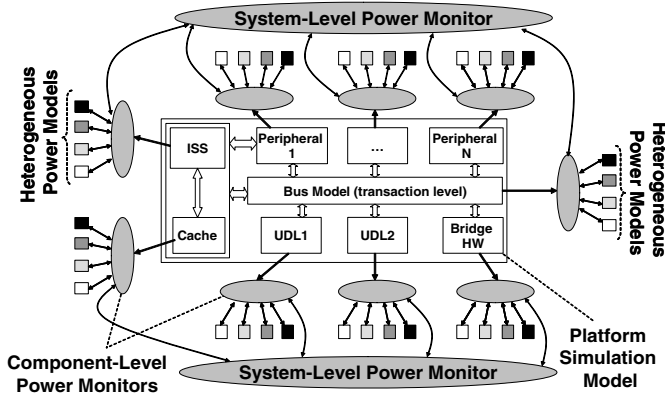 System-Level Power Monitor
Heterogeneous
Power Models
ISS
Peripheral
1
...
Peripheral
N
Bus Model (transaction level)
Heterogeneous
Power Models
Cache
UDL1
UDL2
Bridge
HW
Component-Level
Power Monitors
System-Level Power Monitor
Platform
Simulation
Model